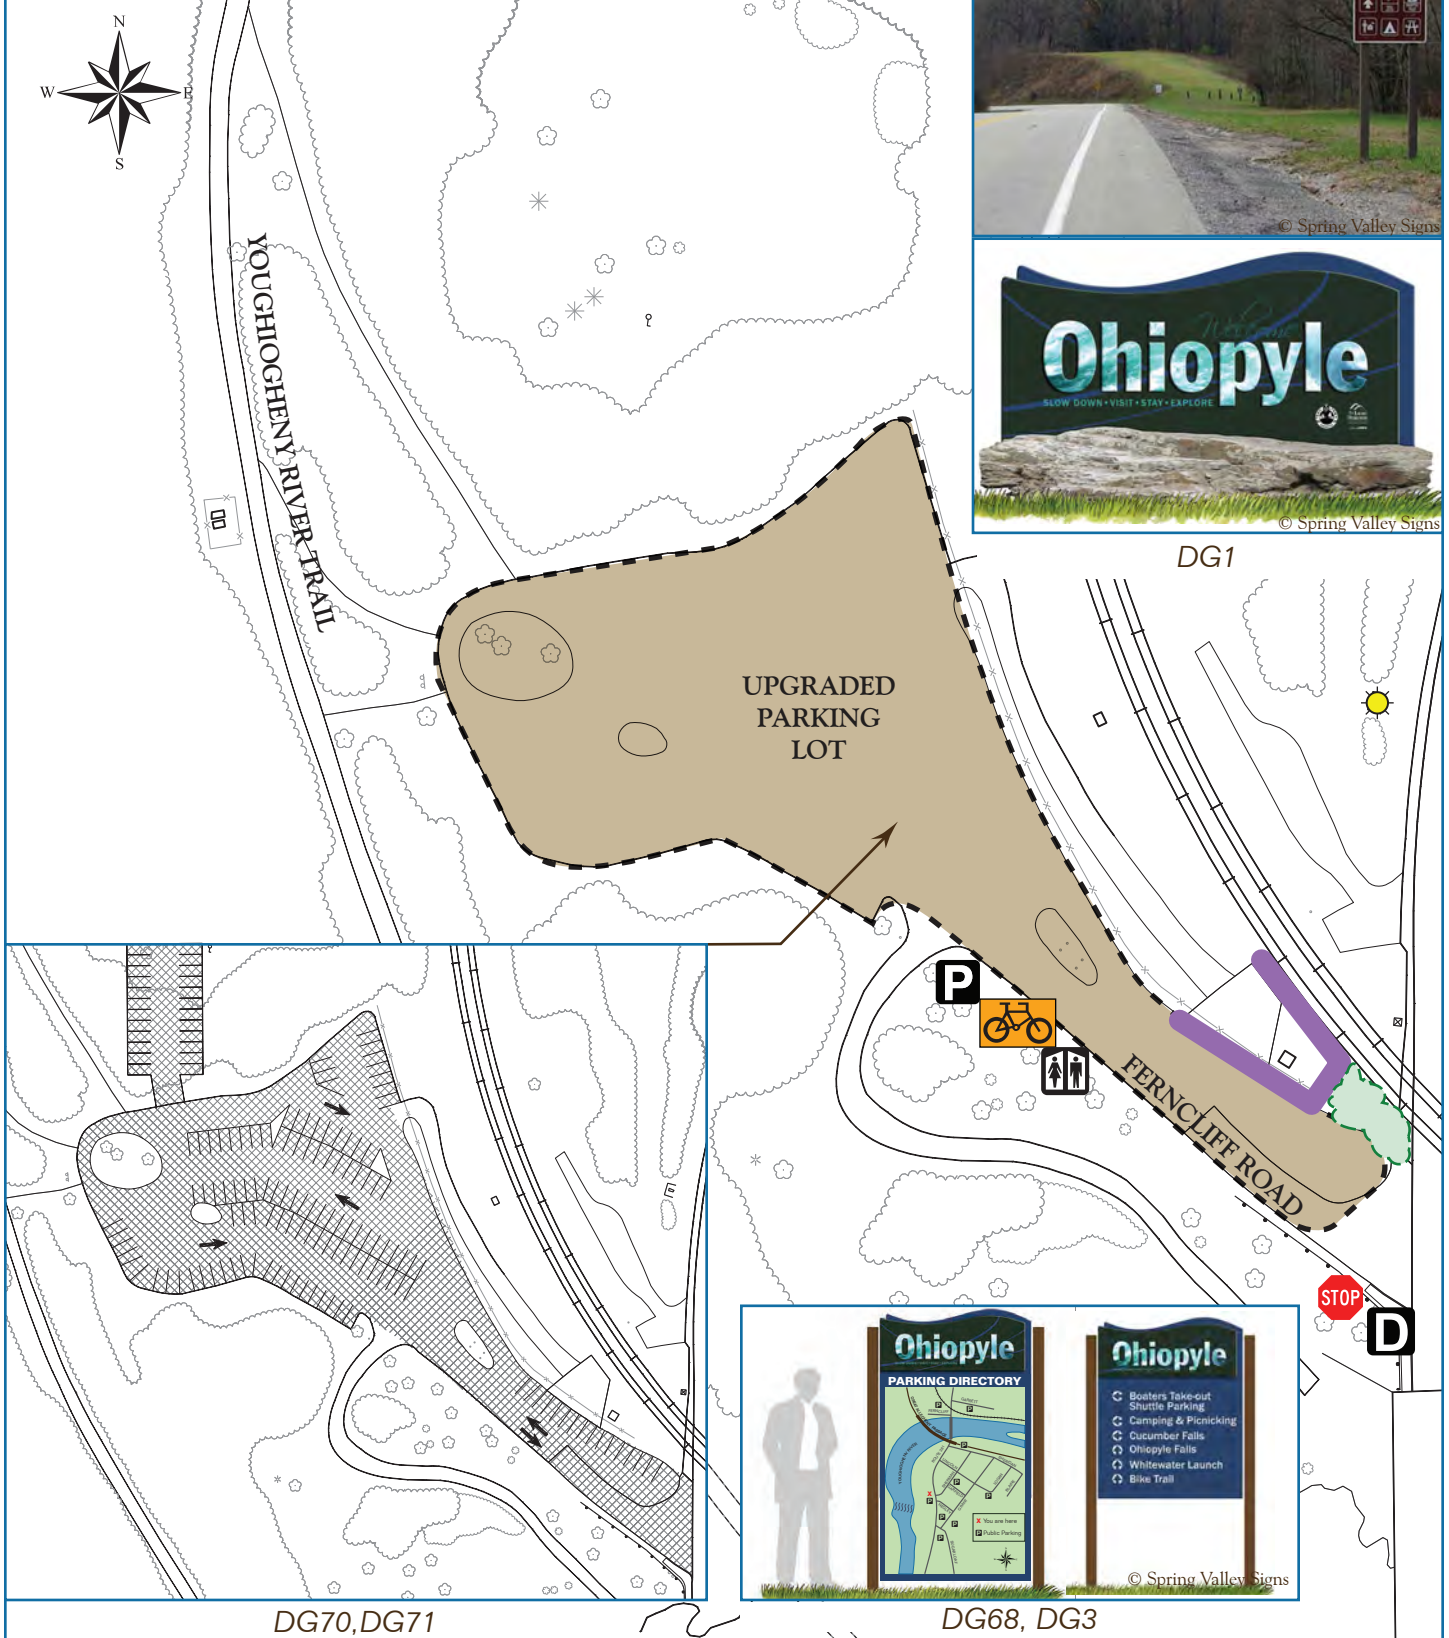 N
W
E
S
© Spring Valley Signs
Welcome
Ohiopyle
SLOW DOWN • VISIT • STAY • EXPLORE
© Spring Valley Signs
DG1
YOUGHIOGHENY RIVER TRAIL
UPGRADED
PARKING
LOT
P
FERNCLIFF ROAD
STOP
D
Ohiopyle
PARKING DIRECTORY
X You are here
P Public Parking
Ohiopyle
Boaters Take-out
Shuttle Parking
Camping & Picnicking
Cucumber Falls
Ohiopyle Falls
Whitewater Launch
Bike Trail
© Spring Valley Signs
DG70,DG71
DG68, DG3